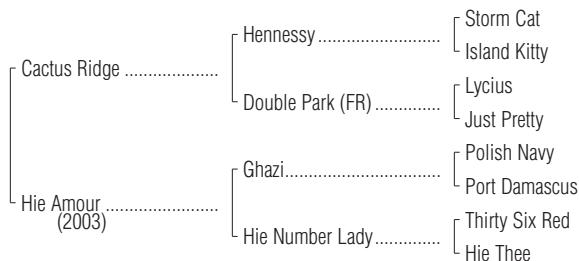 Storm Cat
Hennessy ..........................
Island Kitty
Cactus Ridge ....................
Lycius
Double Park (FR) ..............
Just Pretty
Polish Navy
Ghazi.................................
Port Damascus
Hie Amour ........................
(2003)
Thirty Six Red
Hie Number Lady ..............
Hie Thee